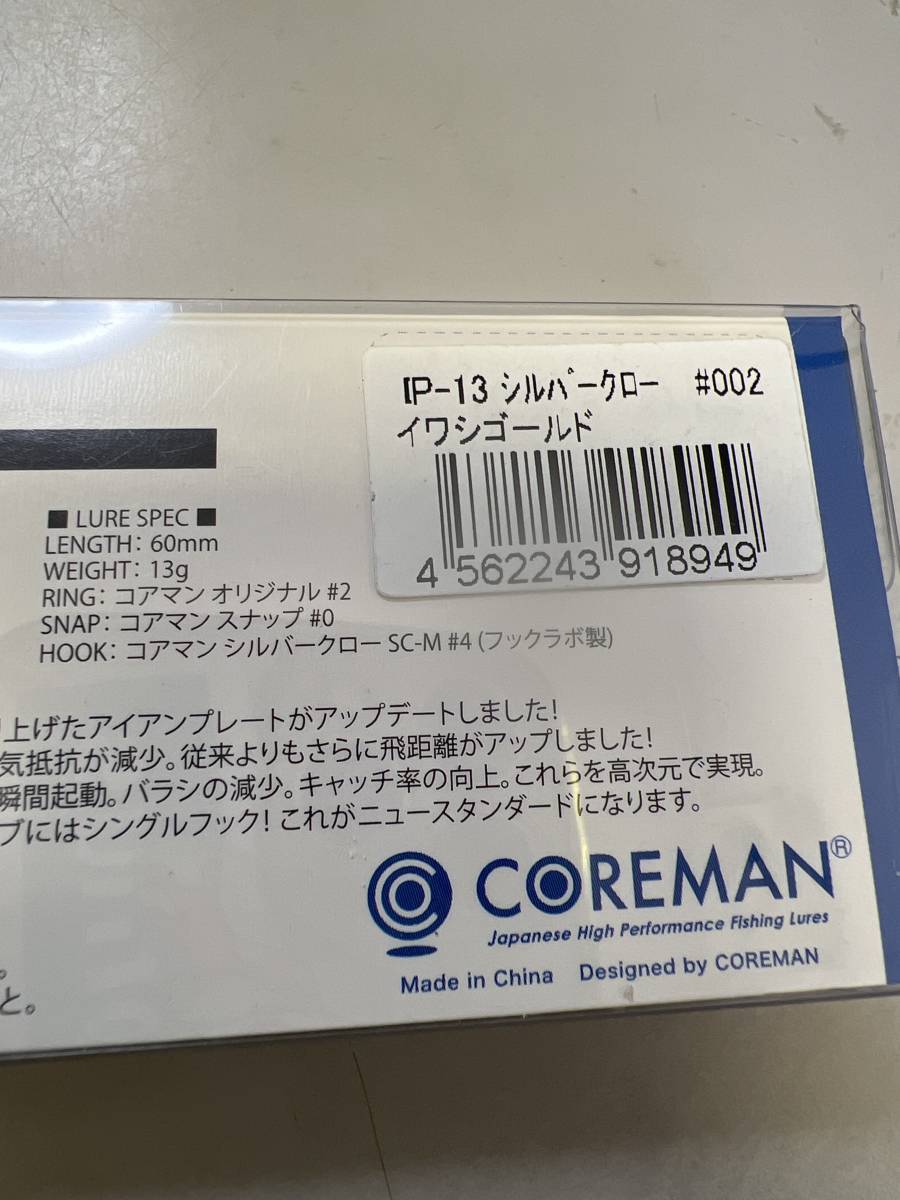 IP-13 シルバークロー #002
イワシゴールド
4 562243 918949
■ LURE SPEC ■
LENGTH: 60mm
WEIGHT: 13g
RING: コアマン オリジナル #2
SNAP: コアマン スナップ #0
HOOK: コアマン シルバークロー SC-M #4 (フックラボ製)
上げたアイアンプレートがアップデートしました!
気抵抗が減少。従来よりもさらに飛距離がアップしました!
瞬間起動。バラシの減少。キャッチ率の向上。これらを高次元で実現。
ブにはシングルフック! これがニュースタンダードになります。
COREMAN®
Japanese High Performance Fishing Lures
Made in China Designed by COREMAN
。
と。